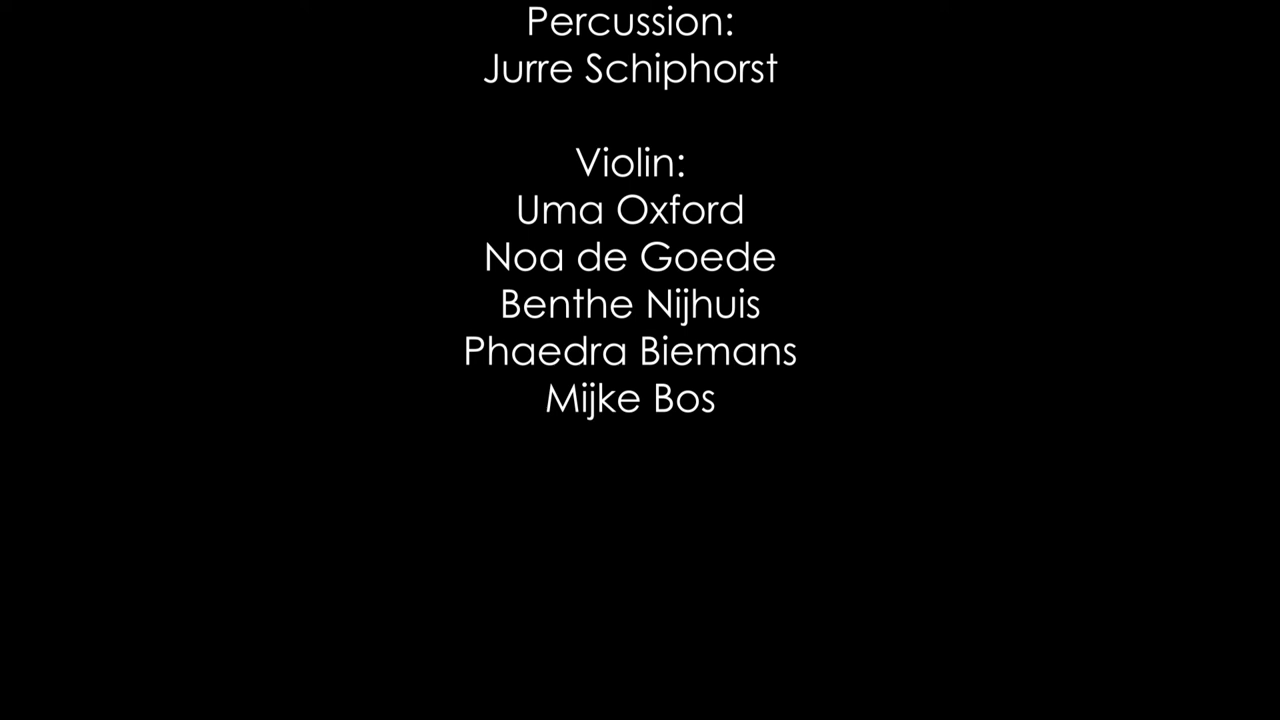 Percussion:
Jurre Schiphorst
Violin:
Uma Oxford
Noa de Goede
Benthe Nijhuis
Phaedra Biemans
Mijke Bos